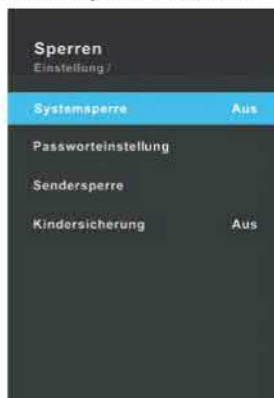 Sperren
Einstellung /
Systemsperre Aus
Passworteinstellung
Sendersperre
Kindersicherung Aus